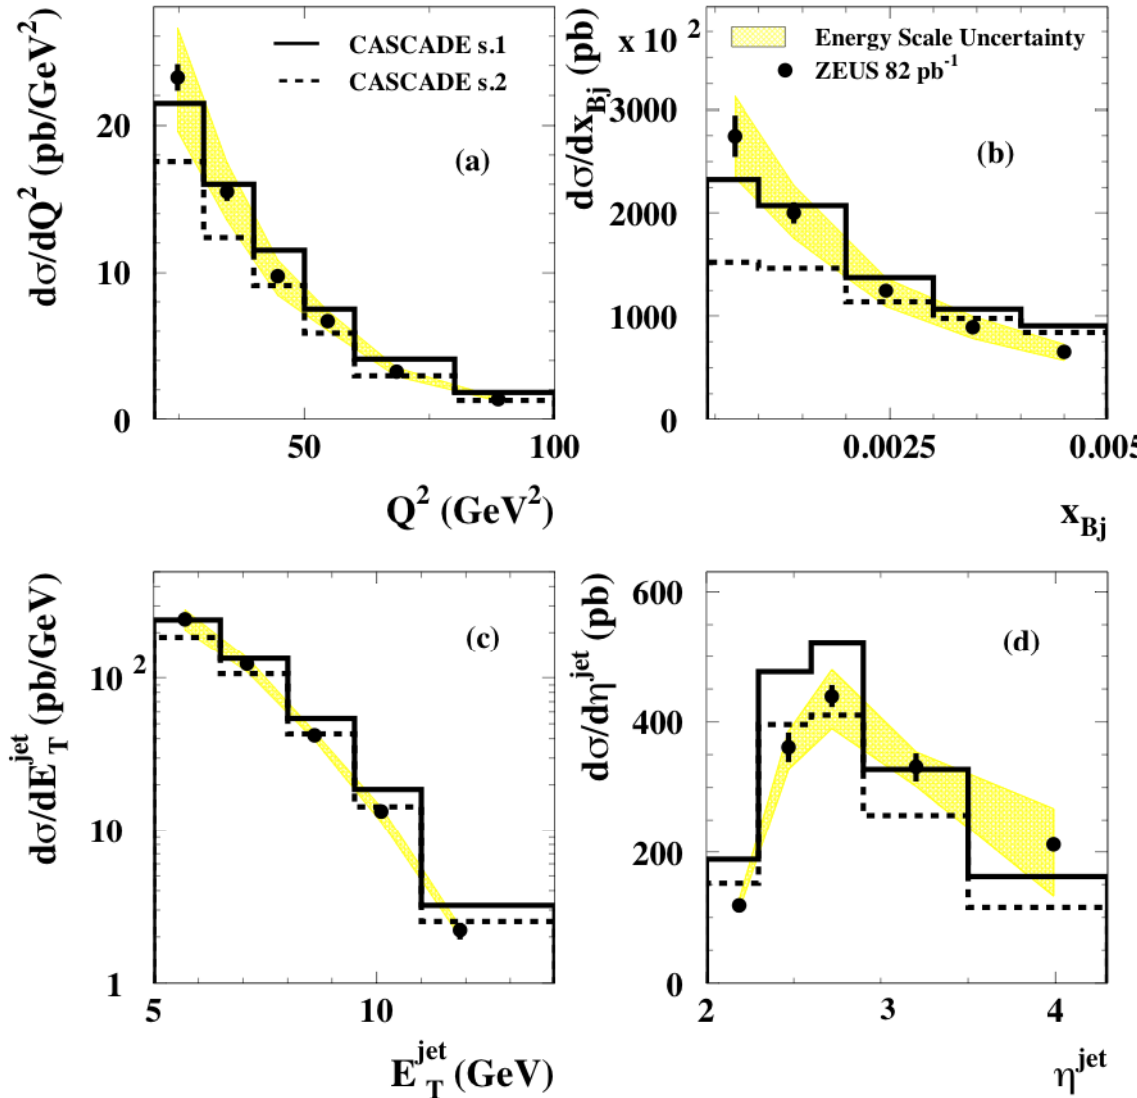 dσ/dQ² (pb/GeV²)
20
10
0
CASCADE s.1
CASCADE s.2
(a)
50
100
Q² (GeV²)
dσ/dx_Bj (pb)
x 10²
3000
2000
1000
0
Energy Scale Uncertainty
ZEUS 82 pb⁻¹
(b)
0.0025
0.005
x_Bj
dσ/dE_T^jet (pb/GeV)
10²
10
1
(c)
5
10
E_T^jet (GeV)
dσ/dη^jet (pb)
600
400
200
0
(d)
2
3
4
η^jet